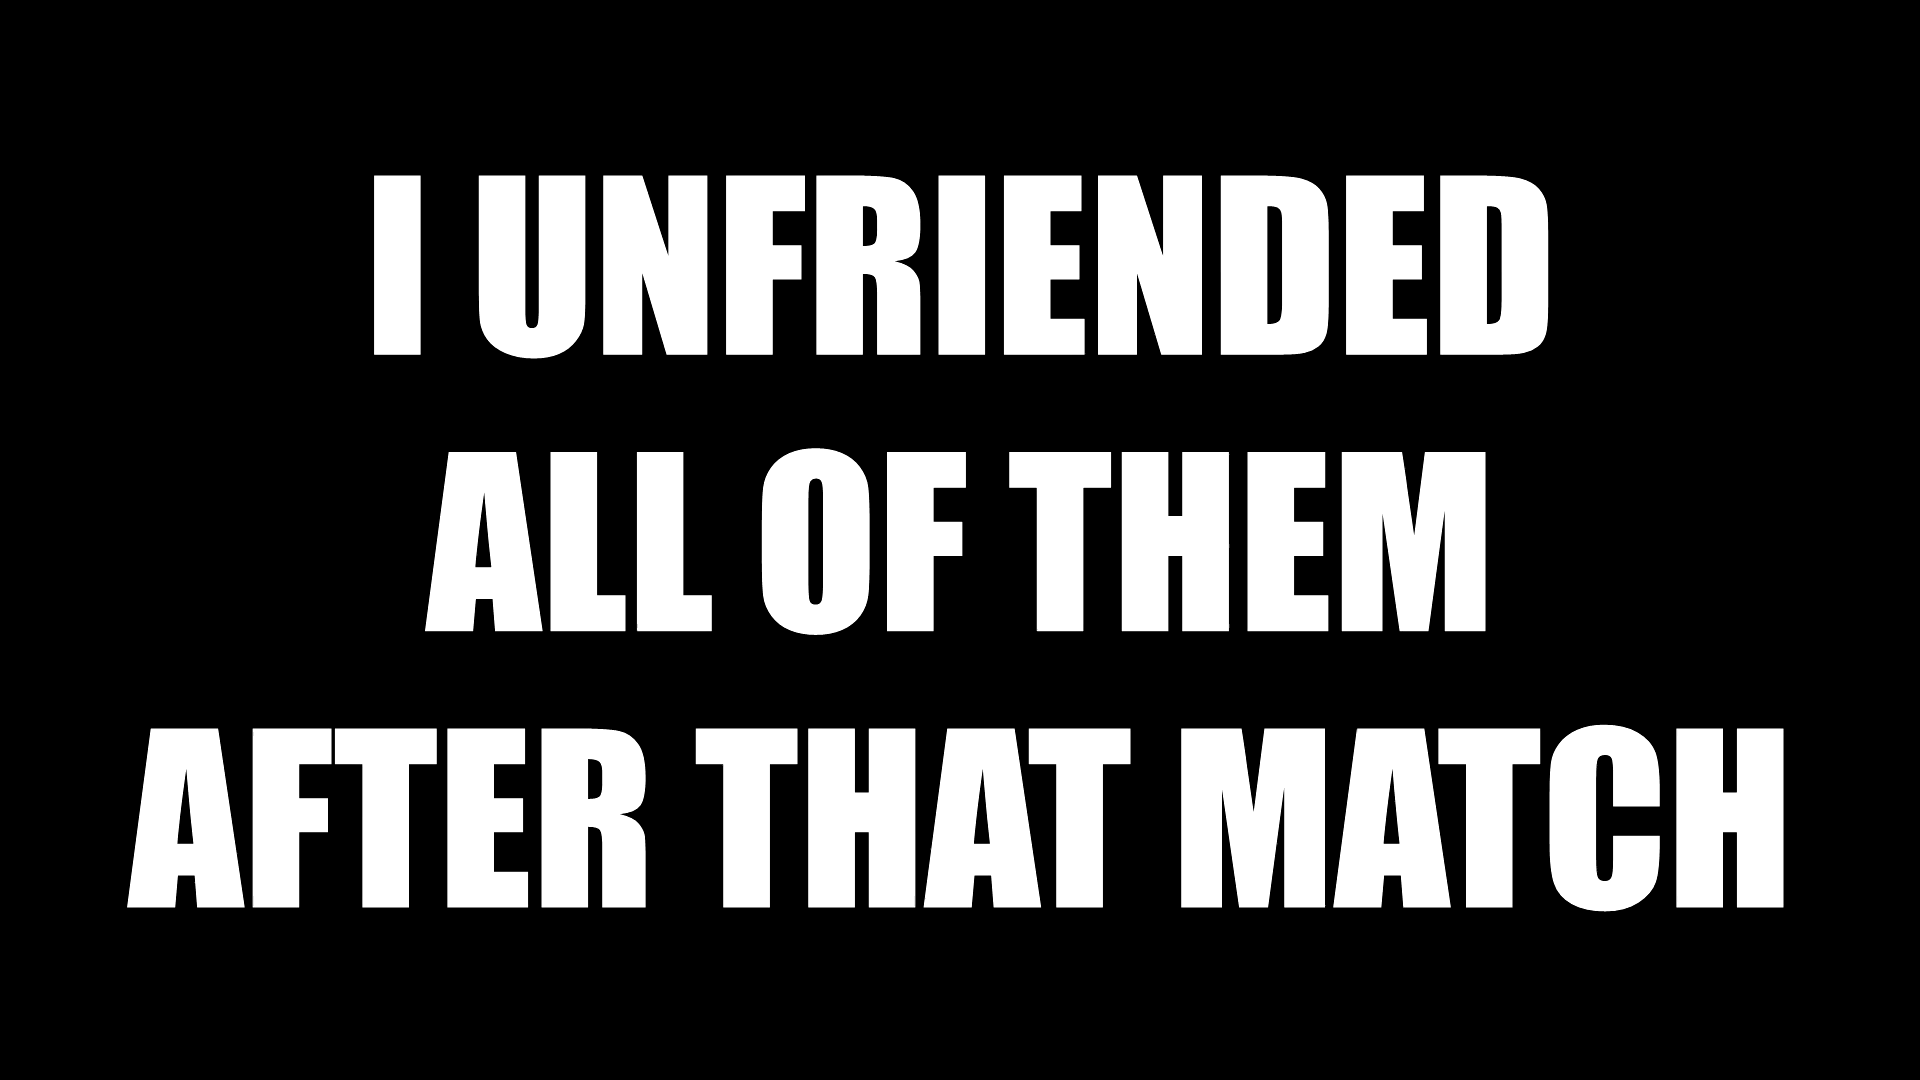 I UNFRIENDED
ALL OF THEM
AFTER THAT MATCH